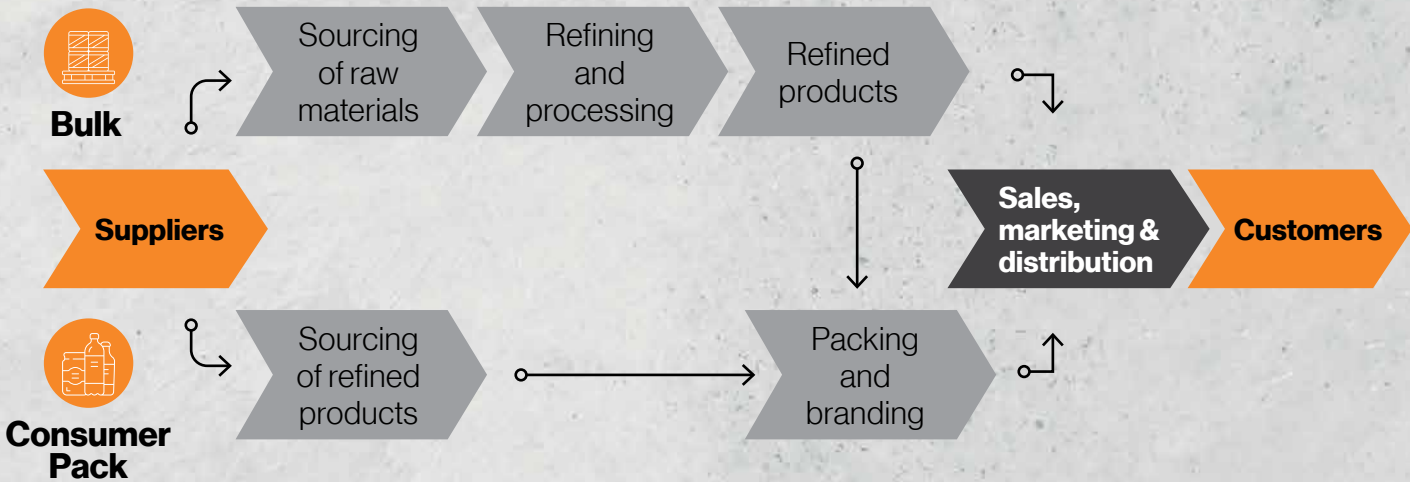 Bulk
Sourcing
of raw
materials
Refining
and
processing
Refined
products
Suppliers
Sales,
marketing &
distribution
Customers
Consumer
Pack
Sourcing
of refined
products
Packing
and
branding